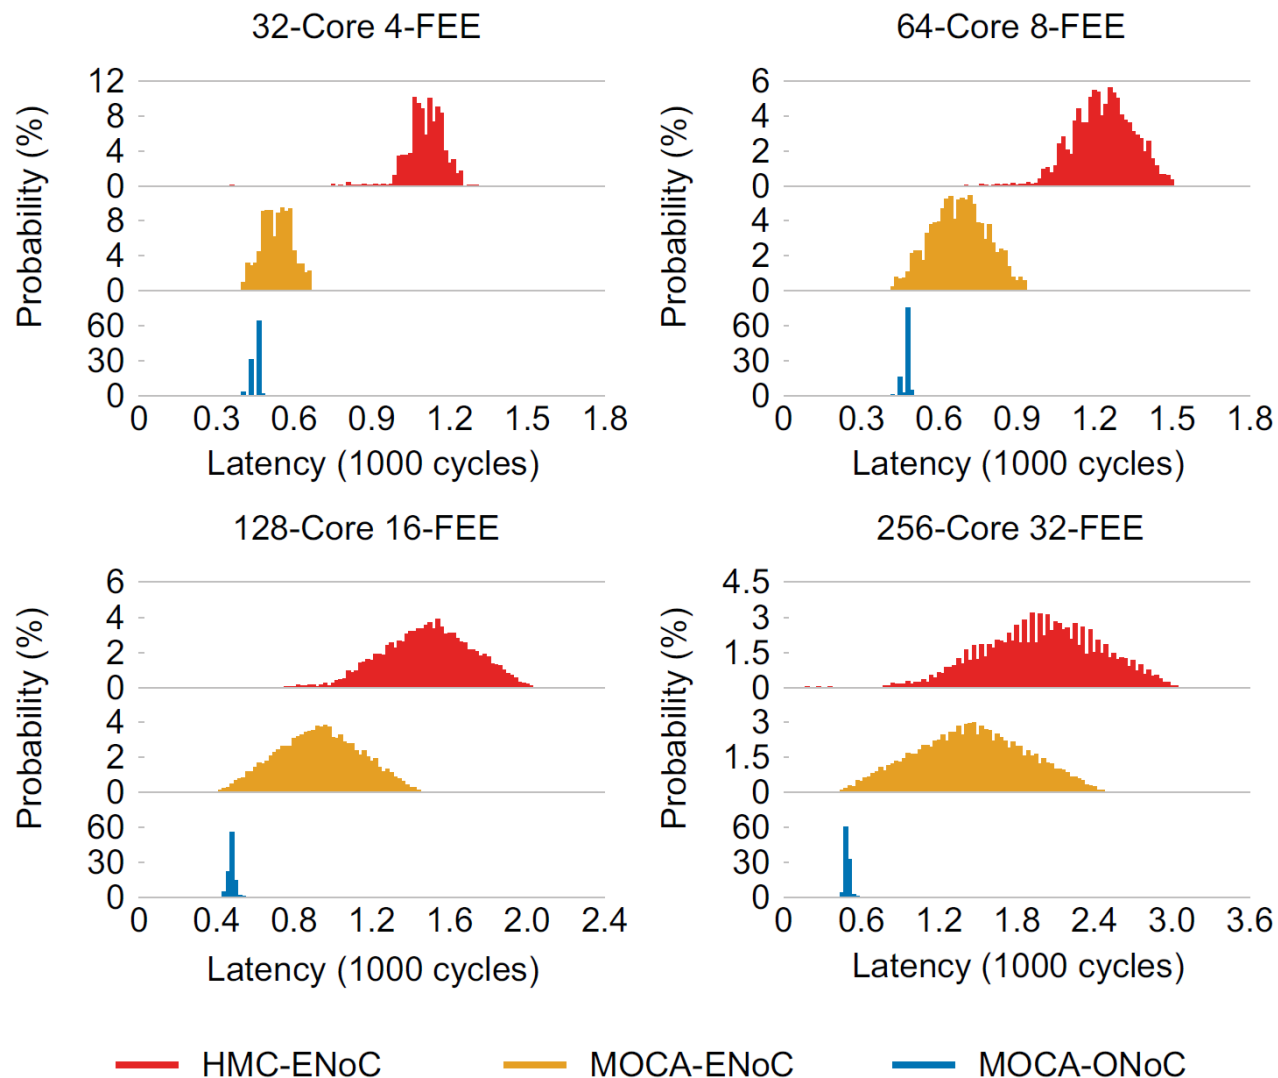 32-Core 4-FEE
Probability (%)
12
8
4
0
8
4
0
60
30
0
0 0.3 0.6 0.9 1.2 1.5 1.8
Latency (1000 cycles)
64-Core 8-FEE
Probability (%)
6
4
2
0
4
2
0
60
30
0
0 0.3 0.6 0.9 1.2 1.5 1.8
Latency (1000 cycles)
128-Core 16-FEE
Probability (%)
6
4
2
0
4
2
0
60
30
0
0 0.4 0.8 1.2 1.6 2.0 2.4
Latency (1000 cycles)
256-Core 32-FEE
Probability (%)
4.5
3
1.5
0
3
1.5
0
60
30
0
0 0.6 1.2 1.8 2.4 3.0 3.6
Latency (1000 cycles)
HMC-ENoC MOCA-ENoC MOCA-ONoC